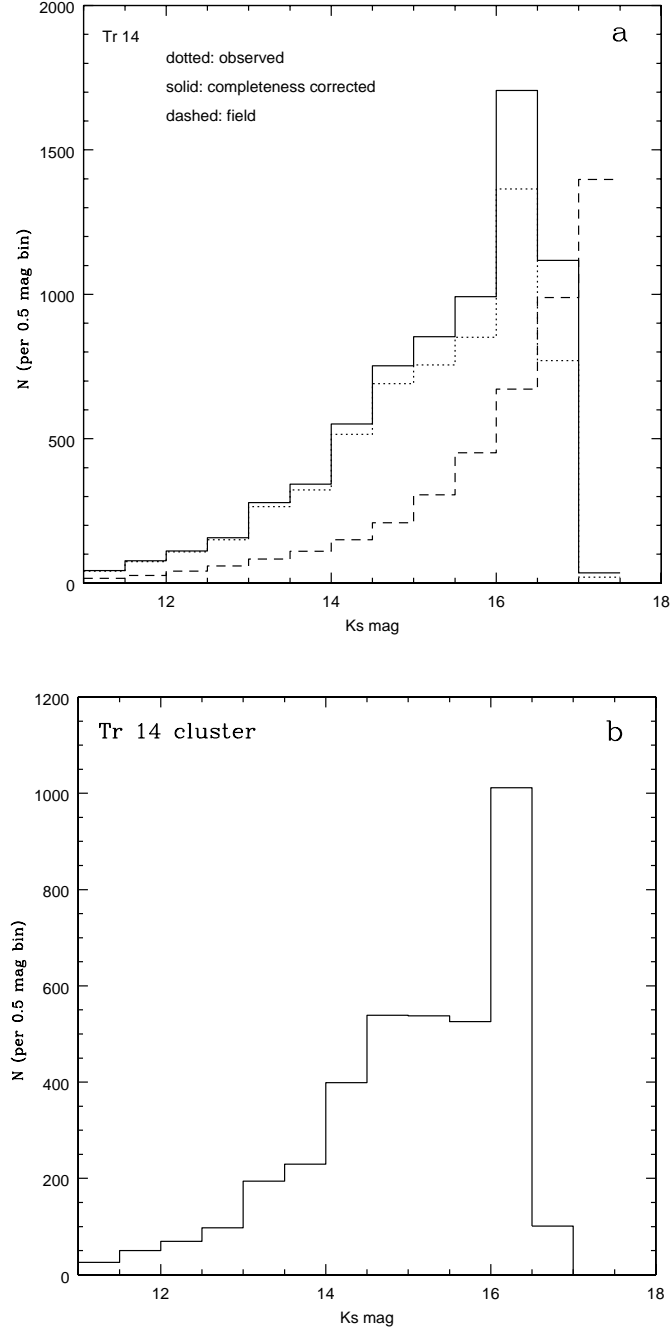 Tr 14
a
dotted: observed
solid: completeness corrected
dashed: field
2000
1500
1000
500
0
N (per 0.5 mag bin)
12
14
16
18
Ks mag
Tr 14 cluster
b
1200
1000
800
600
400
200
0
N (per 0.5 mag bin)
12
14
16
18
Ks mag